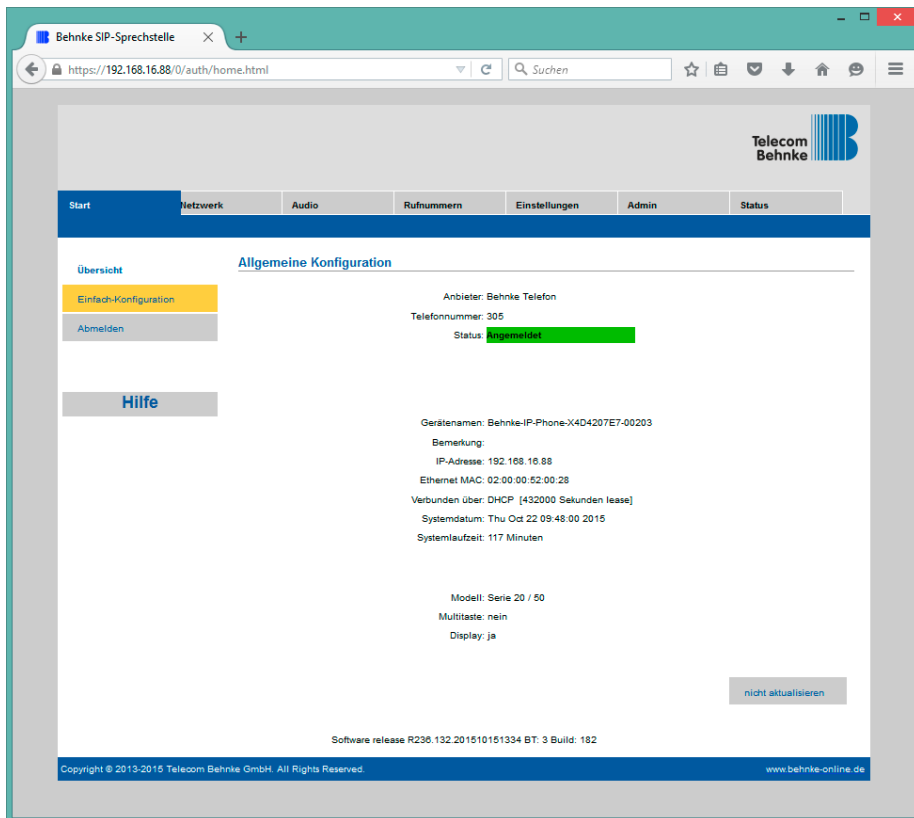 Behnke SIP-Sprechstelle
https://192.168.16.88/0/auth/home.html
Suchen
Telecom
Behnke
Start Netzwerk Audio Rufnummern Einstellungen Admin Status
Übersicht
Einfach-Konfiguration
Abmelden
Hilfe
Allgemeine Konfiguration
Anbieter: Behnke Telefon
Telefonnummer: 305
Status: Angemeldet
Gerätenamen: Behnke-IP-Phone-X4D4207E7-00203
Bemerkung:
IP-Adresse: 192.168.16.88
Ethernet MAC: 02:00:00:52:00:28
Verbunden über: DHCP [432000 Sekunden lease]
Systemdatum: Thu Oct 22 09:48:00 2015
Systemlaufzeit: 117 Minuten
Modell: Serie 20 / 50
Multitaste: nein
Display: ja
nicht aktualisieren
Software release R236.132.201510151334 BT: 3 Build: 182
Copyright © 2013-2015 Telecom Behnke GmbH. All Rights Reserved. www.behnke-online.de